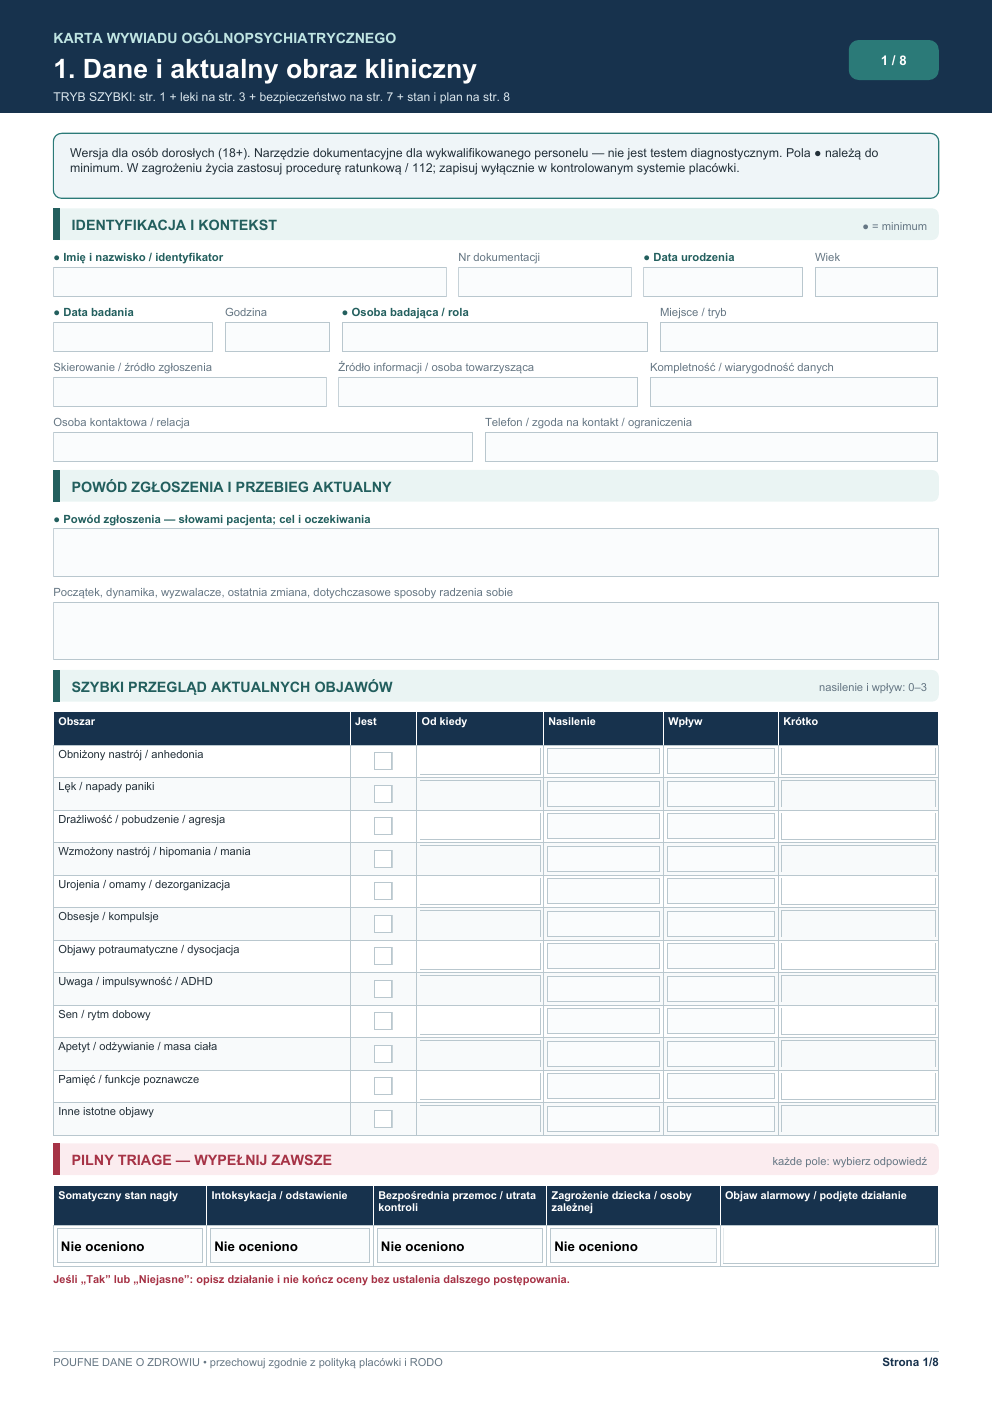 KARTA WYWIADU OGÓLNOPSYCHIATRYCZNEGO
1. Dane i aktualny obraz kliniczny
1 / 8
TRYB SZYBKI: str. 1 + leki na str. 3 + bezpieczeństwo na str. 7 + stan i plan na str. 8
Wersja dla osób dorosłych (18+). Narzędzie dokumentacyjne dla wykwalifikowanego personelu — nie jest testem diagnostycznym. Pola ● należą do
minimum. W zagrożeniu życia zastosuj procedurę ratunkową / 112; zapisuj wyłącznie w kontrolowanym systemie placówki.
IDENTYFIKACJA I KONTEKST
● = minimum
● Imię i nazwisko / identyfikator
Nr dokumentacji
● Data urodzenia
Wiek
● Data badania
Godzina
● Osoba badająca / rola
Miejsce / tryb
Skierowanie / źródło zgłoszenia
Źródło informacji / osoba towarzysząca
Kompletność / wiarygodność danych
Osoba kontaktowa / relacja
Telefon / zgoda na kontakt / ograniczenia
POWÓD ZGŁOSZENIA I PRZEBIEG AKTUALNY
● Powód zgłoszenia — słowami pacjenta; cel i oczekiwania
Początek, dynamika, wyzwalacze, ostatnia zmiana, dotychczasowe sposoby radzenia sobie
SZYBKI PRZEGLĄD AKTUALNYCH OBJAWÓW
nasilenie i wpływ: 0–3
Obszar
Jest
Od kiedy
Nasilenie
Wpływ
Krótko
Obniżony nastrój / anhedonia
Lęk / napady paniki
Drażliwość / pobudzenie / agresja
Wzmożony nastrój / hipomania / mania
Urojenia / omamy / dezorganizacja
Obsesje / kompulsje
Objawy potraumatyczne / dysocjacja
Uwaga / impulsywność / ADHD
Sen / rytm dobowy
Apetyt / odżywianie / masa ciała
Pamięć / funkcje poznawcze
Inne istotne objawy
PILNY TRIAGE — WYPEŁNIJ ZAWSZE
każde pole: wybierz odpowiedź
Somatyczny stan nagły
Intoksykacja / odstawienie
Bezpośrednia przemoc / utrata
kontroli
Zagrożenie dziecka / osoby
zależnej
Objaw alarmowy / podjęte działanie
Nie oceniono
Nie oceniono
Nie oceniono
Nie oceniono
Jeśli „Tak” lub „Niejasne”: opisz działanie i nie kończ oceny bez ustalenia dalszego postępowania.
POUFNE DANE O ZDROWIU • przechowuj zgodnie z polityką placówki i RODO
Strona 1/8